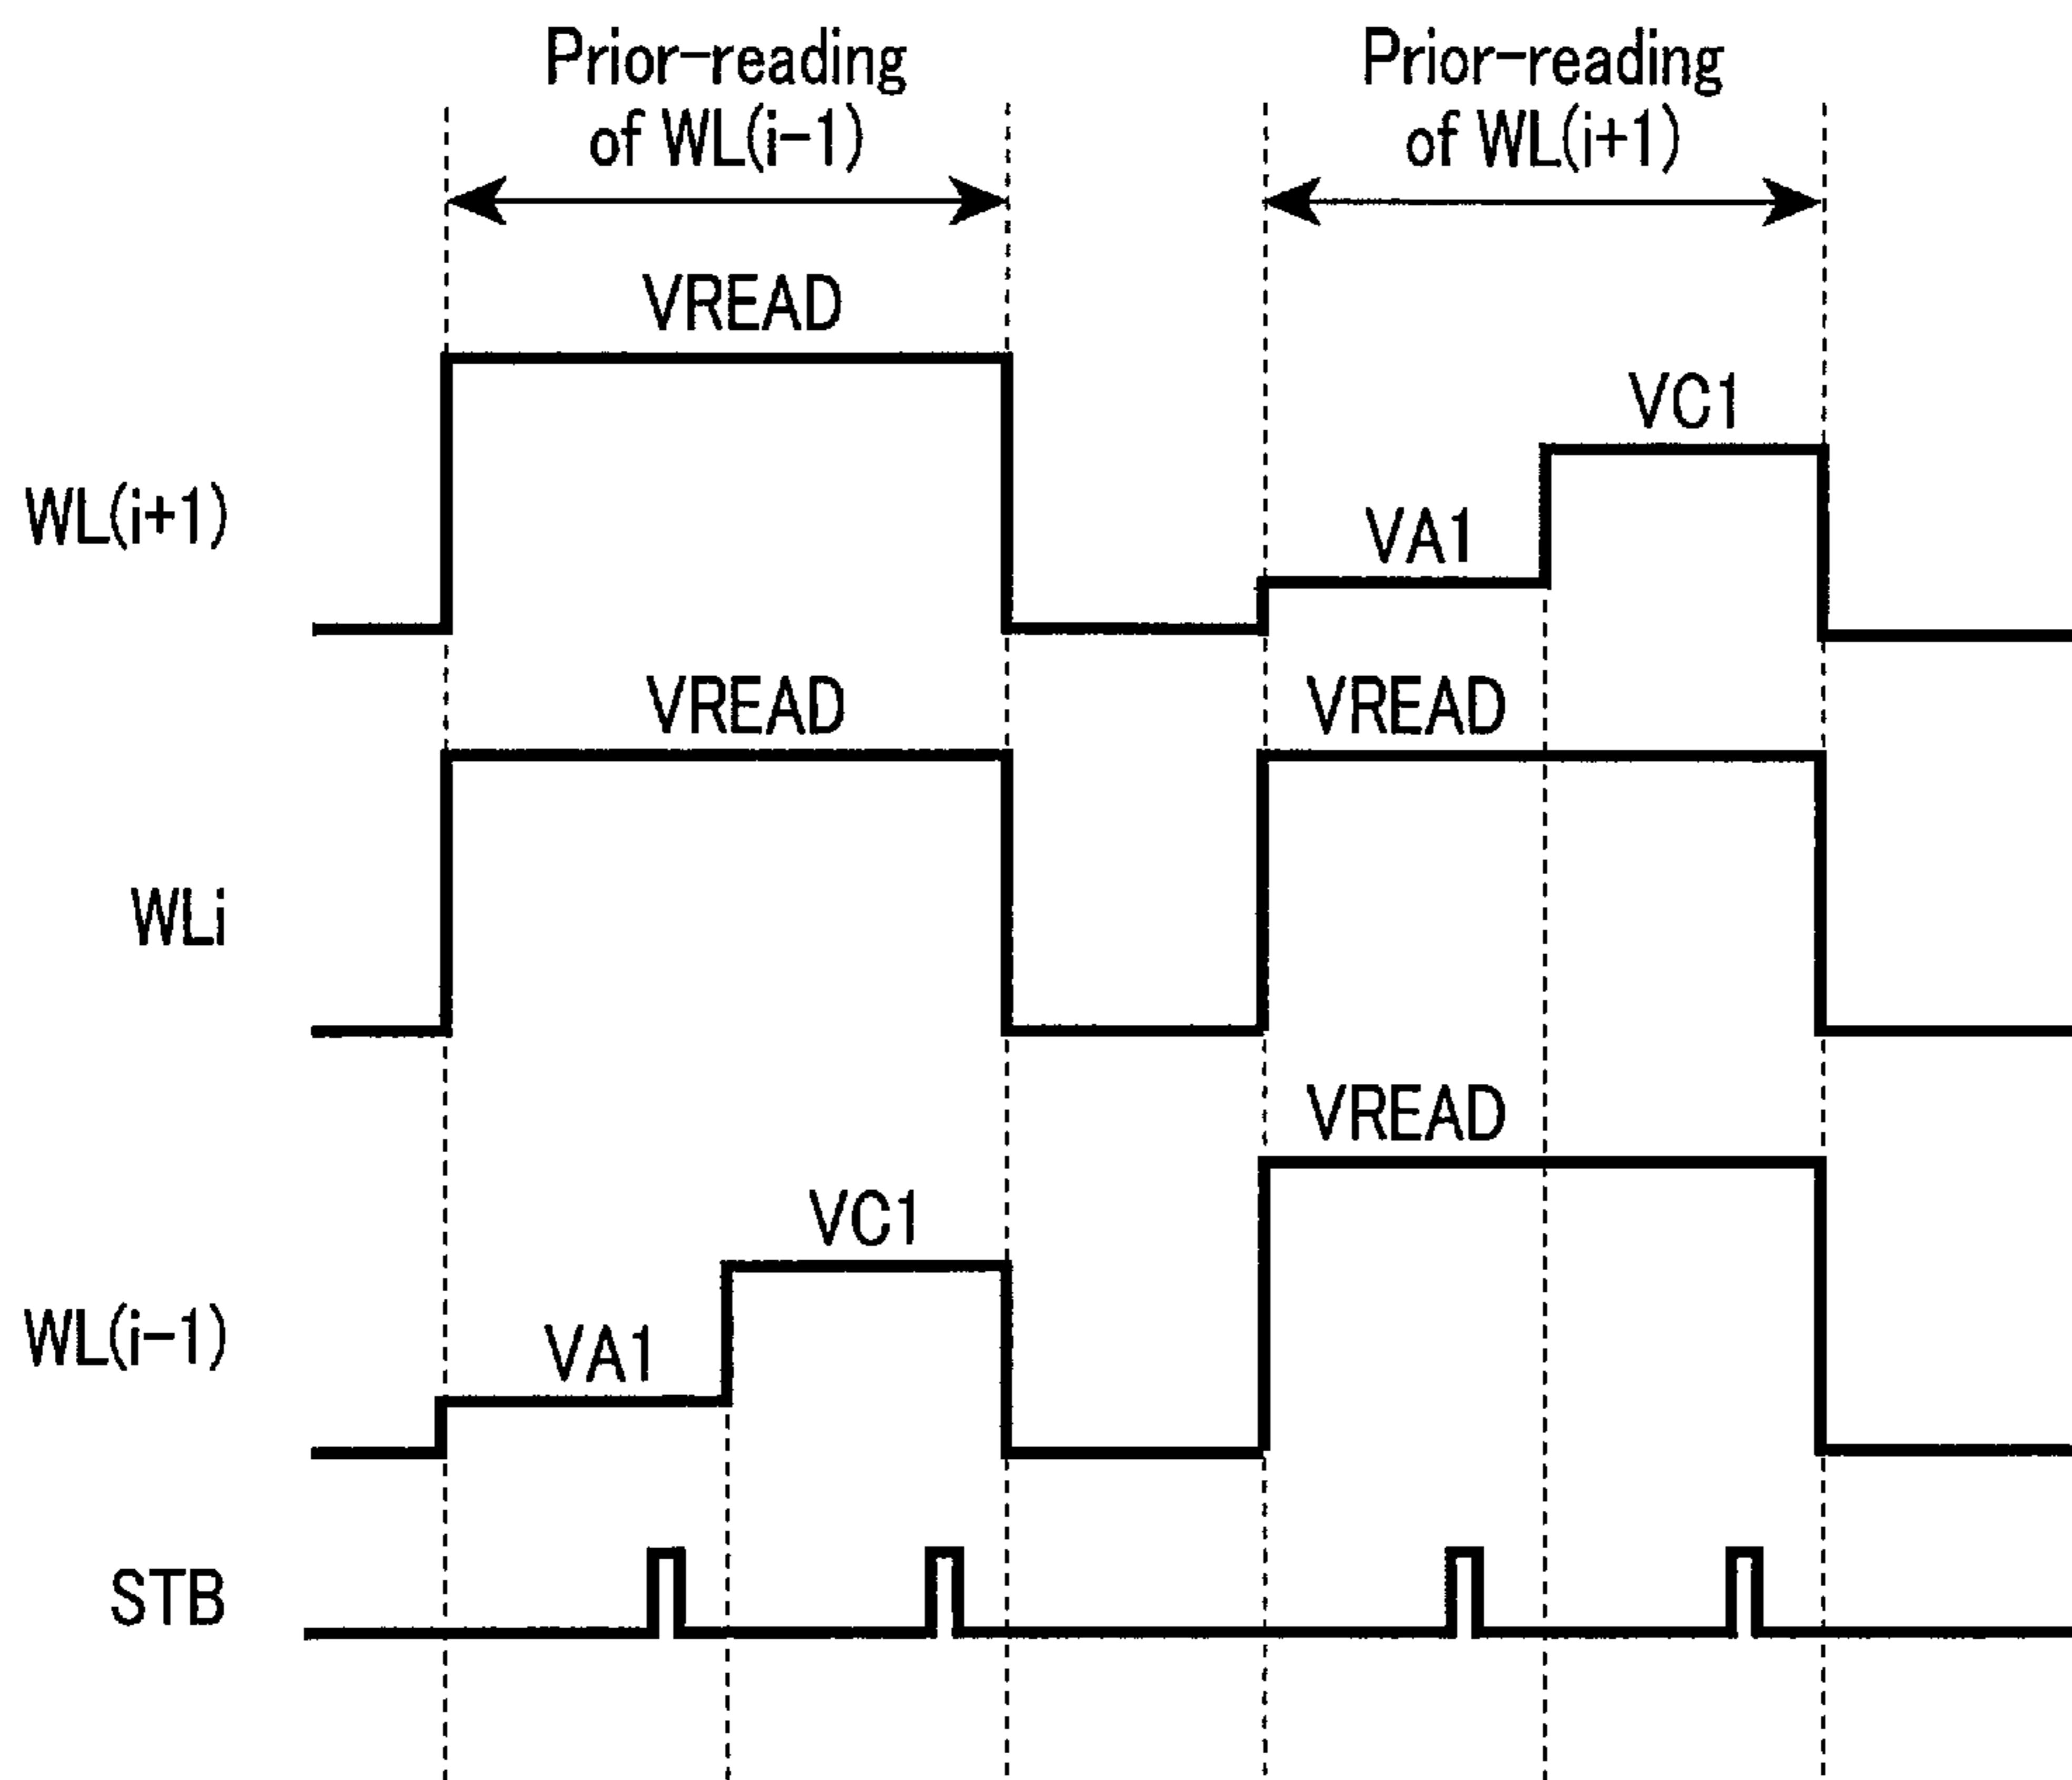 Prior-reading
of WL(i-1)
Prior-reading
of WL(i+1)
VREAD
VC1
WL(i+1)
VA1
VREAD
VREAD
WLi
VREAD
VC1
WL(i-1)
VA1
STB